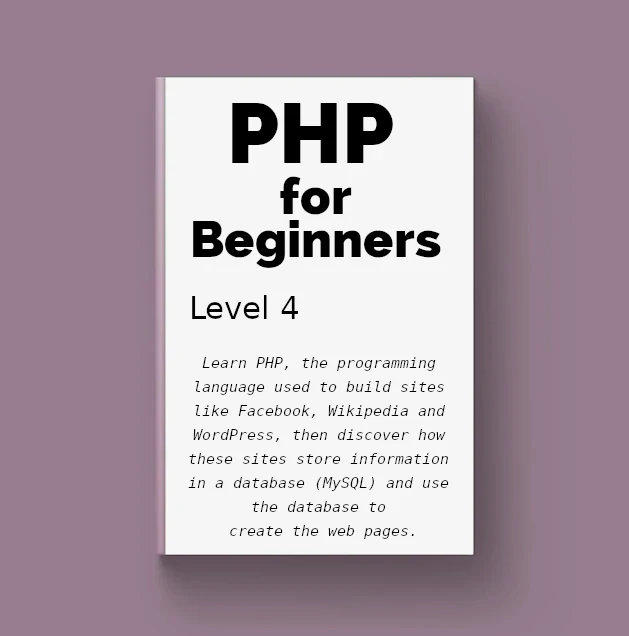 PHP
for
Beginners
Level 4
Learn PHP, the programming
language used to build sites
like Facebook, Wikipedia and
WordPress, then discover how
these sites store information
in a database (MySQL) and use
the database to
create the web pages.